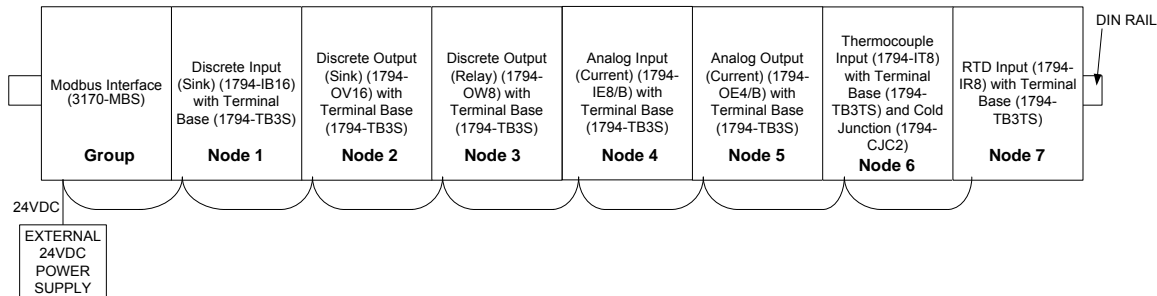 Modbus Interface
(3170-MBS)
Group
Discrete Input
(Sink) (1794-IB16)
with Terminal
Base (1794-TB3S)
Node 1
Discrete Output
(Sink) (1794-
OV16) with
Terminal Base
(1794-TB3S)
Node 2
Discrete Output
(Relay) (1794-
OW8) with
Terminal Base
(1794-TB3S)
Node 3
Analog Input
(Current) (1794-
IE8/B) with
Terminal Base
(1794-TB3S)
Node 4
Analog Output
(Current) (1794-
OE4/B) with
Terminal Base
(1794-TB3S)
Node 5
Thermocouple
Input (1794-IT8)
with Terminal
Base (1794-
TB3TS) and Cold
Junction (1794-
CJC2)
Node 6
RTD Input (1794-
IR8) with Terminal
Base (1794-
TB3TS)
Node 7
DIN RAIL
24VDC
EXTERNAL
24VDC
POWER
SUPPLY